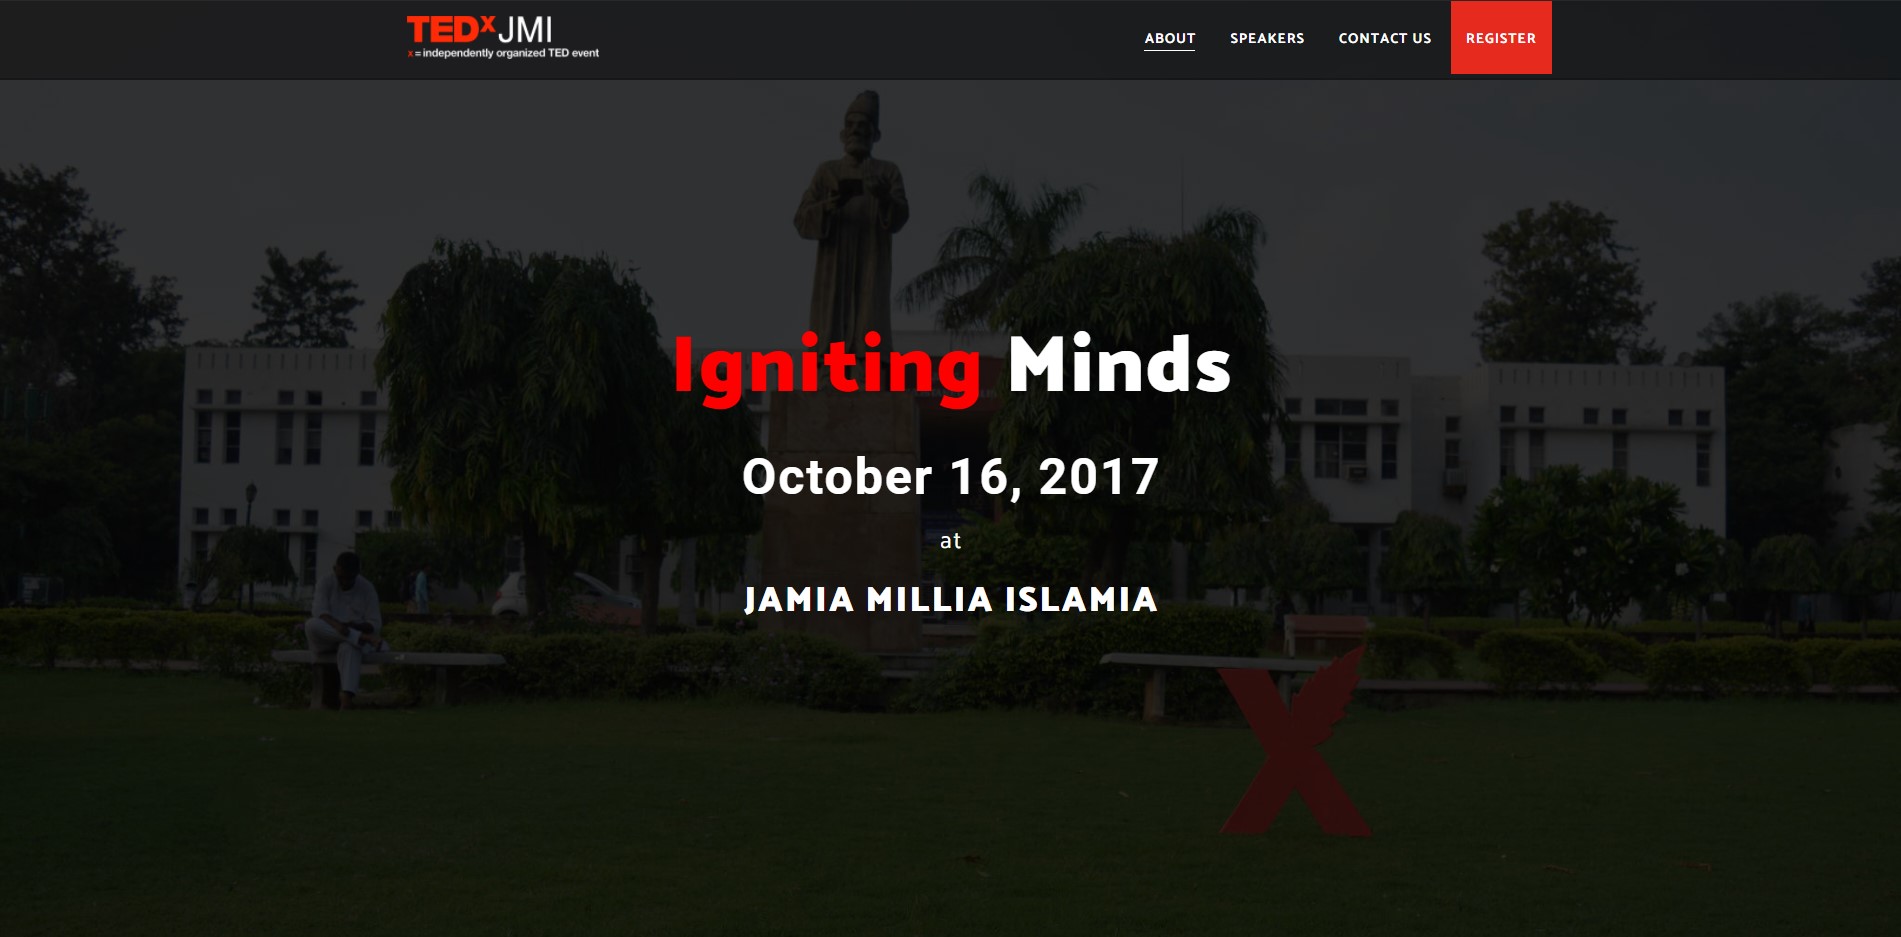 TEDxJMI
x = independently organized TED event
ABOUT
SPEAKERS
CONTACT US
REGISTER
Igniting Minds
October 16, 2017
at
JAMIA MILLIA ISLAMIA
X